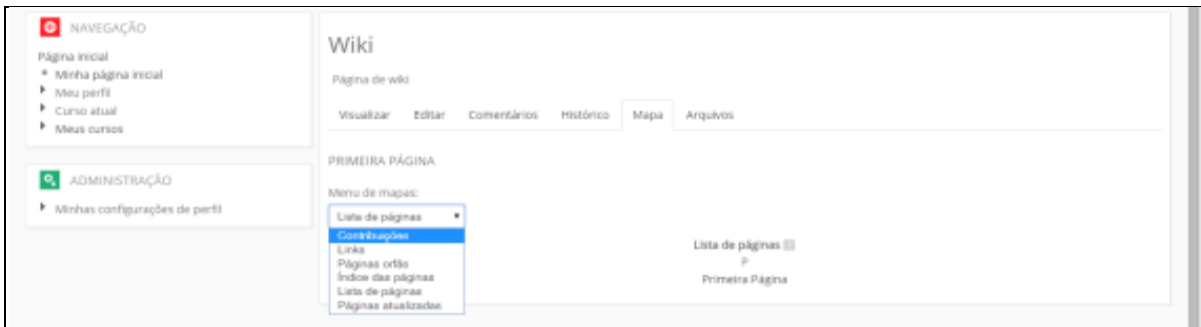 NAVEGAÇÃO
Página inicial
Minha página inicial
Meu perfil
Curso atual
Meus cursos
ADMINISTRAÇÃO
Minhas configurações de perfil
Wiki
Página de wiki
Visualizar Editar Comentários Histórico Mapa Arquivos
PRIMEIRA PÁGINA
Menu de mapas:
Lista de páginas
Contribuições
Links
Páginas orfãs
Índice das páginas
Lista de páginas
Páginas atualizadas
Lista de páginas
P
Primeira Página